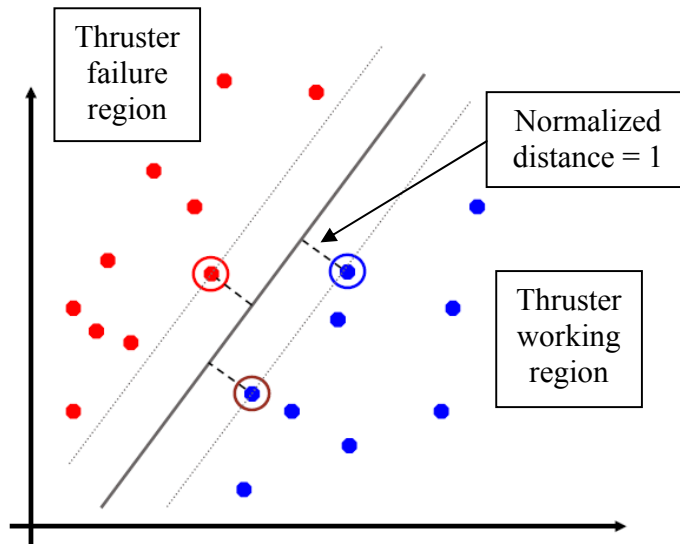 Thruster
failure
region
Normalized
distance = 1
Thruster
working
region